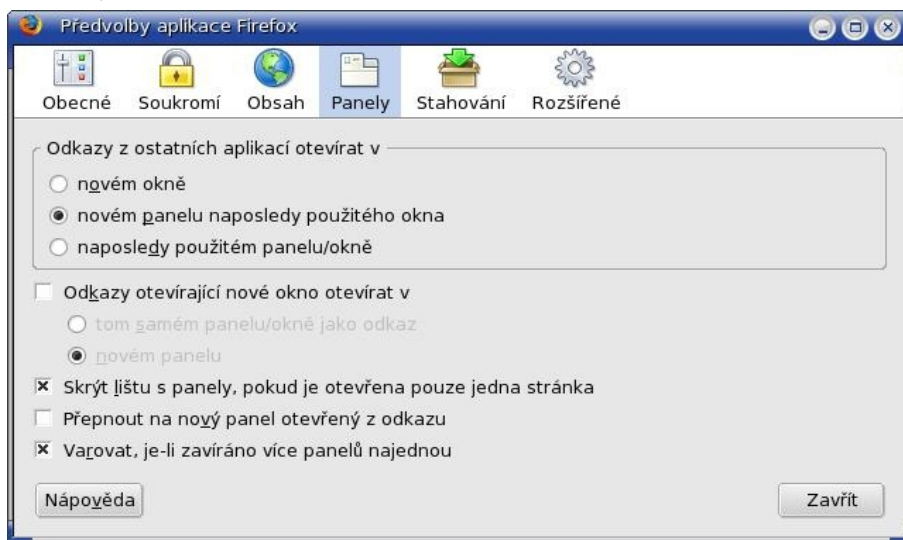 Předvolby aplikace Firefox
Obecné Soukromí Obsah Panely Stahování Rozšířené
Odkazy z ostatních aplikací otevírat v
novém okně
novém panelu naposledy použitého okna
naposledy použitém panelu/okně
Odkazy otevírající nové okno otevírat v
tom samém panelu/okně jako odkaz
novém panelu
Skrýt lištu s panely, pokud je otevřena pouze jedna stránka
Přepnout na nový panel otevřený z odkazu
Varovat, je-li zavíráno více panelů najednou
Nápověda Zavřít